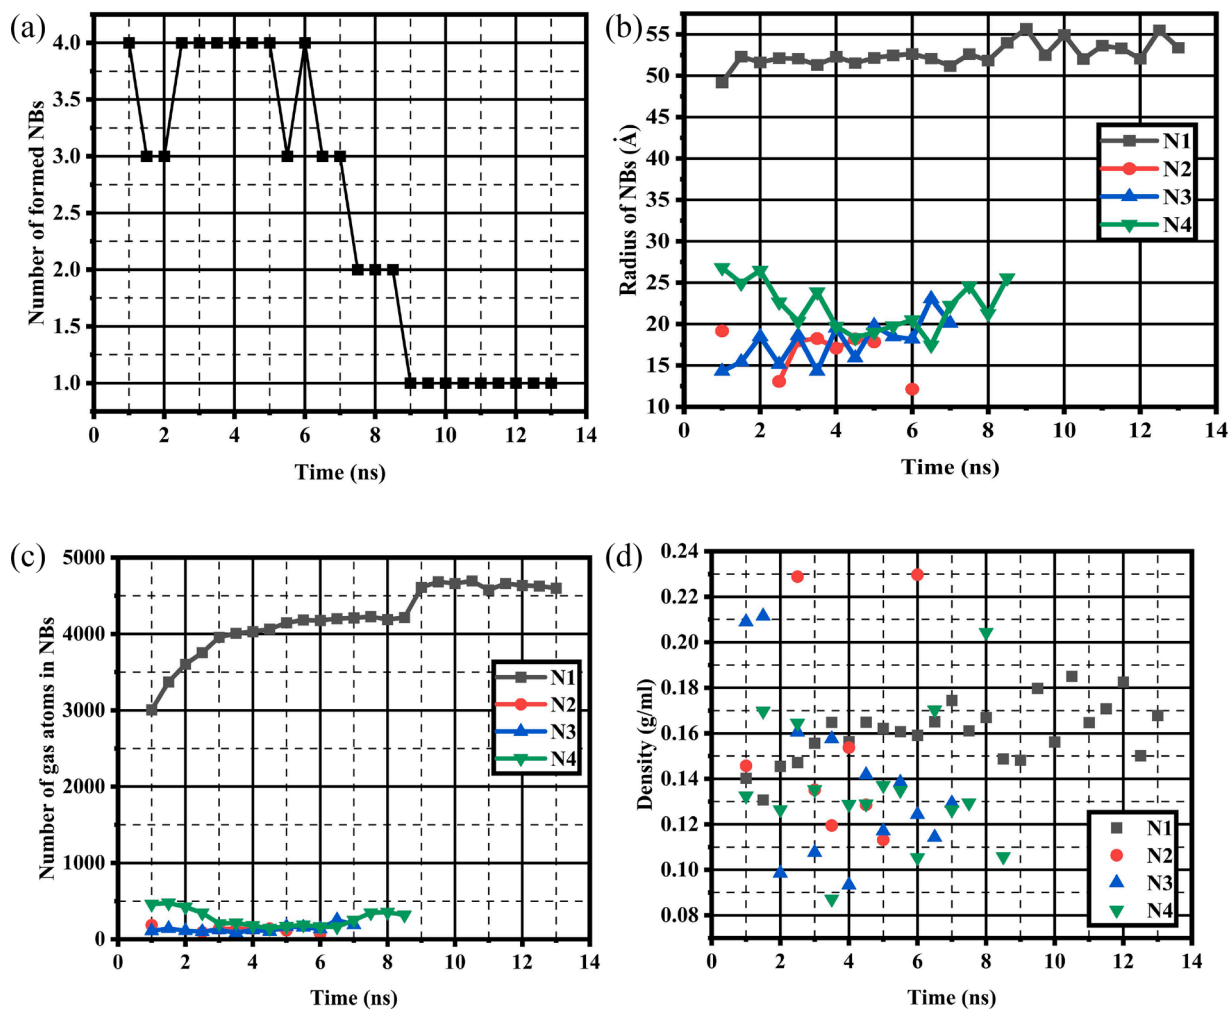 (a)
Number of formed NBs
4.0
3.5
3.0
2.5
2.0
1.5
1.0
0 2 4 6 8 10 12 14
Time (ns)
(b)
Radius of NBs (Å)
55
50
45
40
35
30
25
20
15
10
N1
N2
N3
N4
0 2 4 6 8 10 12 14
Time (ns)
(c)
Number of gas atoms in NBs
5000
4000
3000
2000
1000
0
N1
N2
N3
N4
0 2 4 6 8 10 12 14
Time (ns)
(d)
Density (g/ml)
0.24
0.22
0.20
0.18
0.16
0.14
0.12
0.10
0.08
N1
N2
N3
N4
0 2 4 6 8 10 12 14
Time (ns)